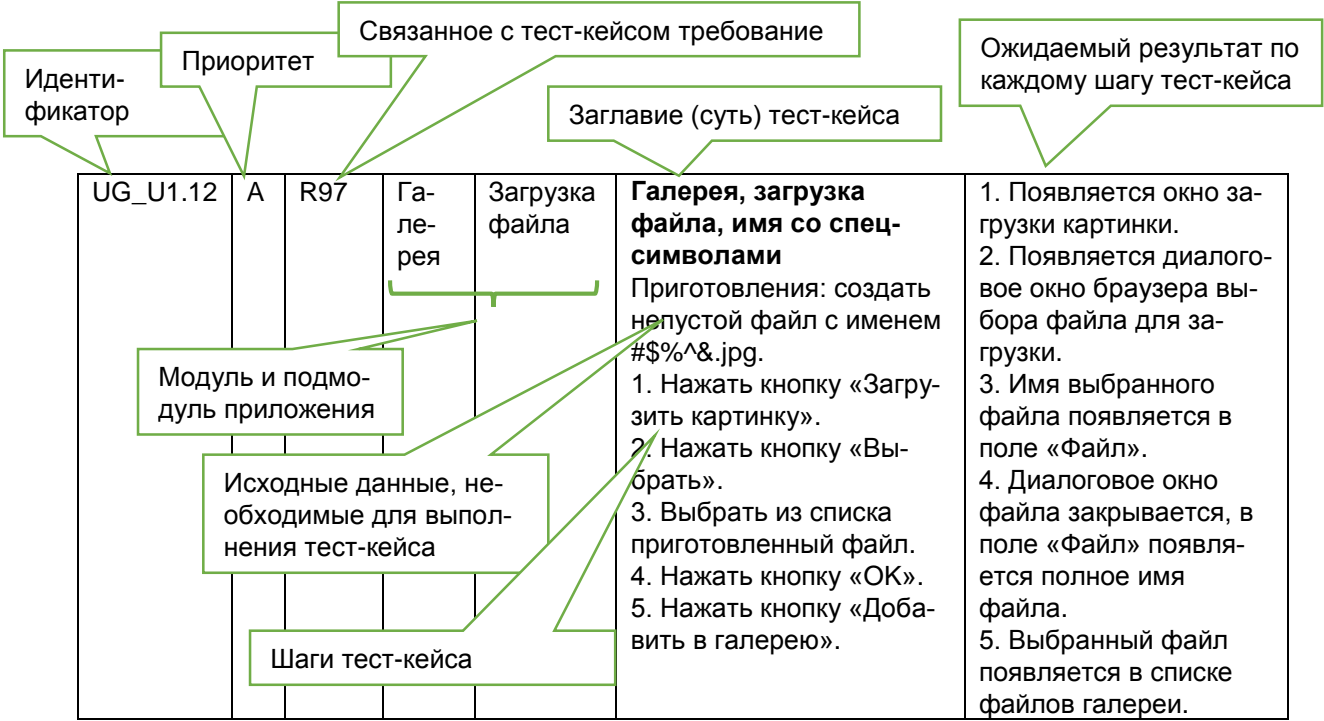 Связанное с тест-кейсом требование
Приоритет
Иденти-
фикатор
Ожидаемый результат по
каждому шагу тест-кейса
Заглавие (суть) тест-кейса
UG_U1.12
A
R97
Га-
ле-
рея
Загрузка
файла
Галерея, загрузка
файла, имя со спец-
символами
Приготовления: создать
непустой файл с именем
#$%^&.jpg.
1. Нажать кнопку «Загру-
зить картинку».
2. Нажать кнопку «Вы-
брать».
3. Выбрать из списка
приготовленный файл.
4. Нажать кнопку «OK».
5. Нажать кнопку «Доба-
вить в галерею».
1. Появляется окно за-
грузки картинки.
2. Появляется диалого-
вое окно браузера вы-
бора файла для за-
грузки.
3. Имя выбранного
файла появляется в
поле «Файл».
4. Диалоговое окно
файла закрывается, в
поле «Файл» появля-
ется полное имя
файла.
5. Выбранный файл
появляется в списке
файлов галереи.
Модуль и подмо-
дуль приложения
Исходные данные, не-
обходимые для выпол-
нения тест-кейса
Шаги тест-кейса